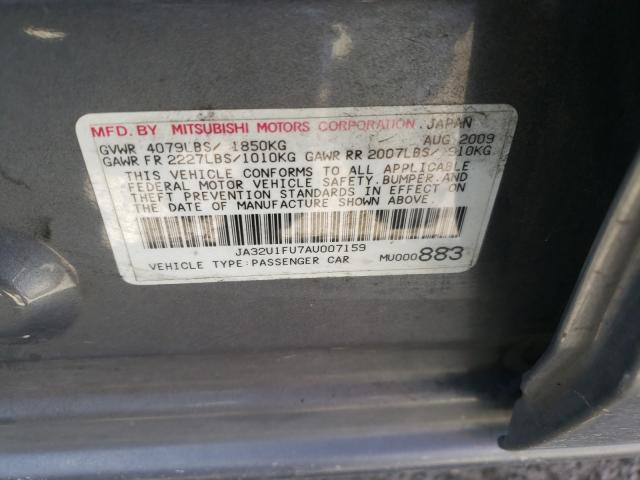 MFD. BY MITSUBISHI MOTORS CORPORATION. JAPAN
GVWR 4079LBS/ 1850KG AUG 2009
GAWR FR 2227LBS/1010KG GAWR RR 2007LBS/ 910KG
THIS VEHICLE CONFORMS TO ALL APPLICABLE
FEDERAL MOTOR VEHICLE SAFETY.BUMPER,AND
THEFT PREVENTION STANDARDS IN EFFECT ON
THE DATE OF MANUFACTURE SHOWN ABOVE.
JA32U1FU7AU007159
VEHICLE TYPE:PASSENGER CAR MU000883